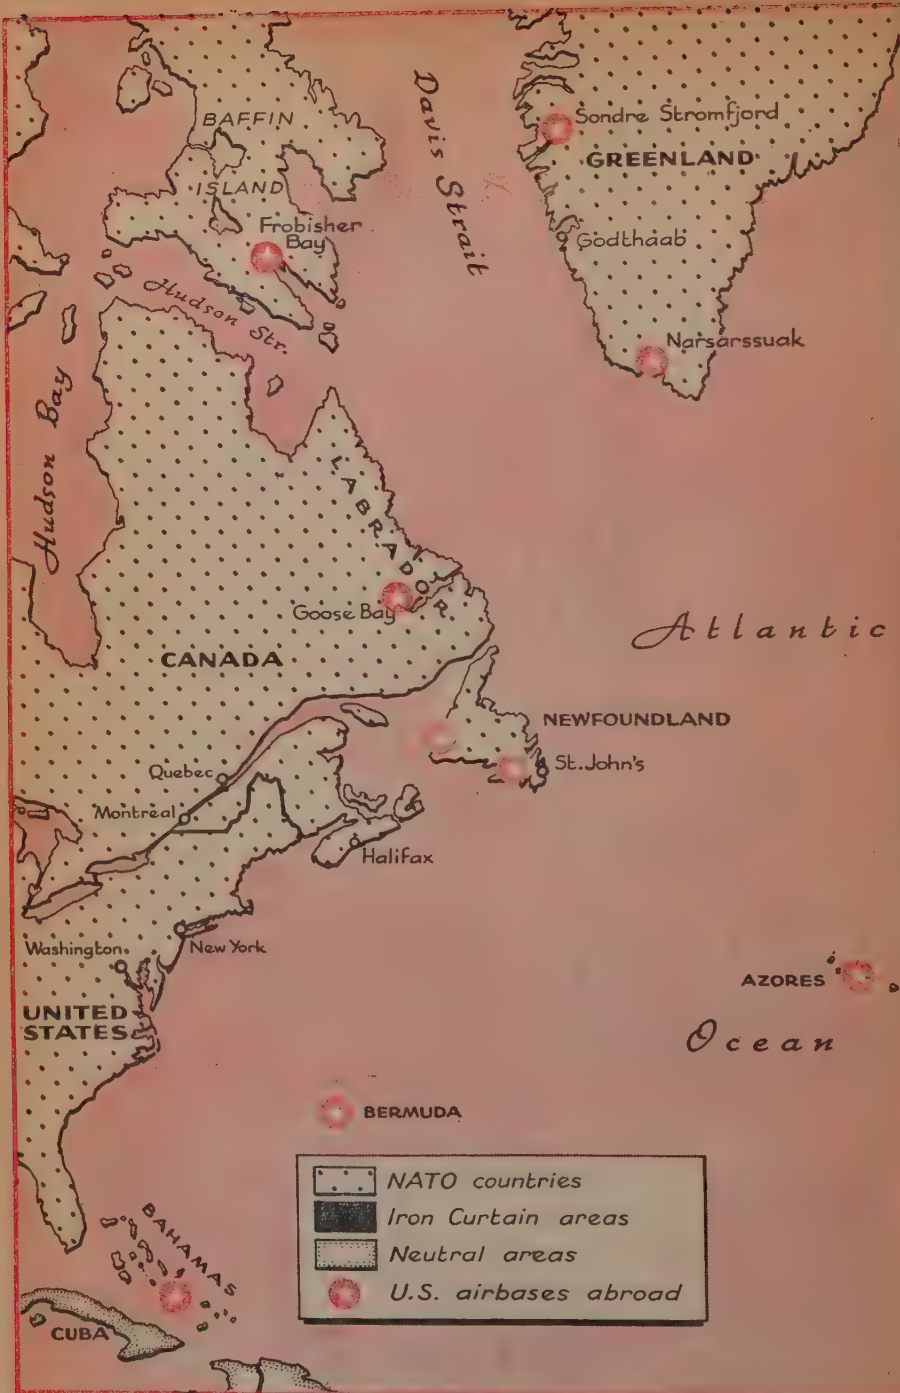 Davis Strait
BAFFIN
ISLAND
Frobisher
Bay
Sondre Stromfjord
GREENLAND
Godthaab
Narsarssuak
Hudson Str.
Hudson Bay
LABRADOR
Goose Bay
CANADA
Atlantic
NEWFOUNDLAND
St. John's
Quebec
Montreal
Halifax
Washington
New York
UNITED
STATES
AZORES
Ocean
BERMUDA
BAHAMAS
CUBA
NATO countries
Iron Curtain areas
Neutral areas
U.S. airbases abroad